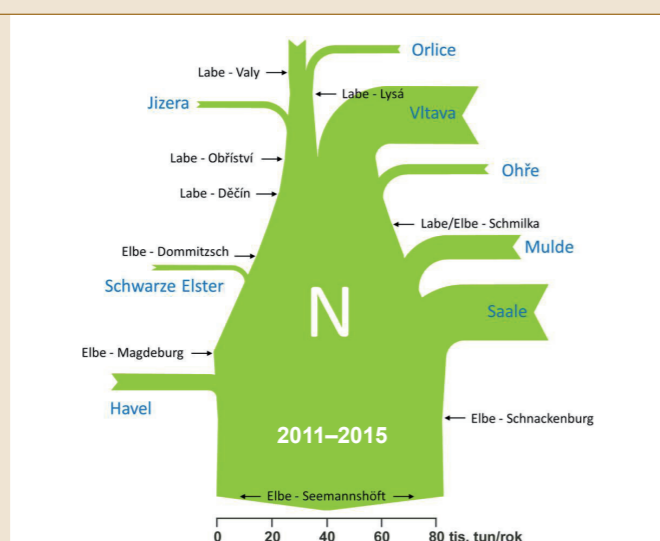 Orlice
Labe - Valy
Labe - Lysá
Jizera
Vltava
Labe - Obříství
Ohře
Labe - Děčín
Labe/Elbe - Schmilka
Elbe - Dommitzsch
Mulde
Schwarze Elster
N
Saale
Elbe - Magdeburg
Havel
Elbe - Schnackenburg
2011–2015
Elbe - Seemannshöft
0 20 40 60 80 tis. tun/rok